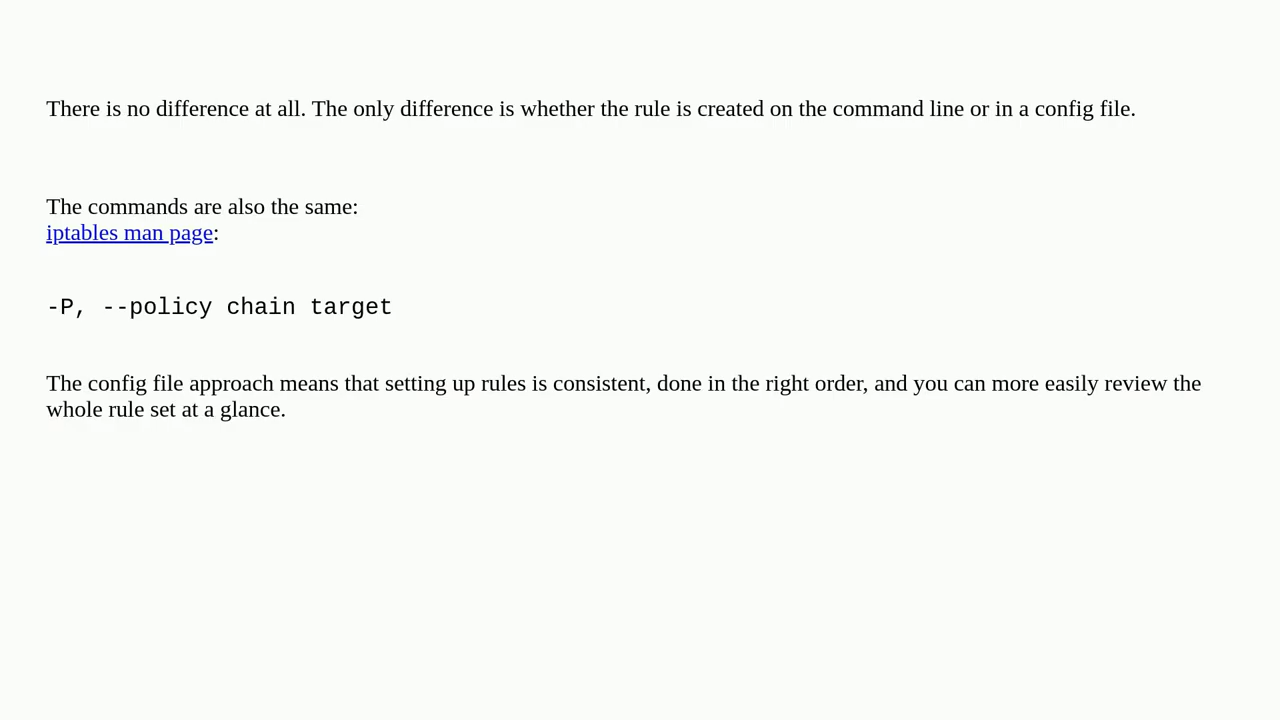 There is no difference at all. The only difference is whether the rule is created on the command line or in a config file.
The commands are also the same:
iptables man page:
-P, --policy chain target
The config file approach means that setting up rules is consistent, done in the right order, and you can more easily review the
whole rule set at a glance.